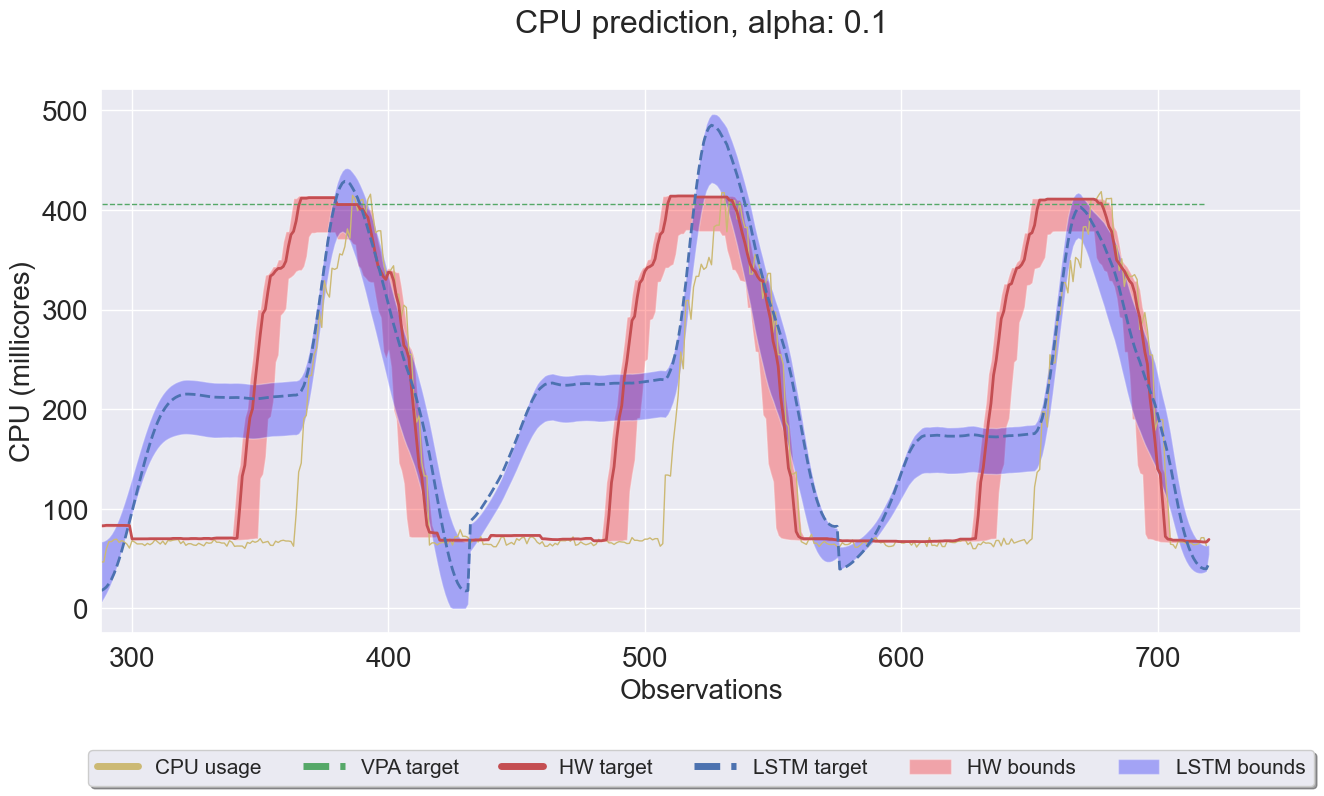 CPU prediction, alpha: 0.1
500
400
300
200
100
0
CPU (millicores)
300 400 500 600 700
Observations
CPU usage VPA target HW target LSTM target HW bounds LSTM bounds